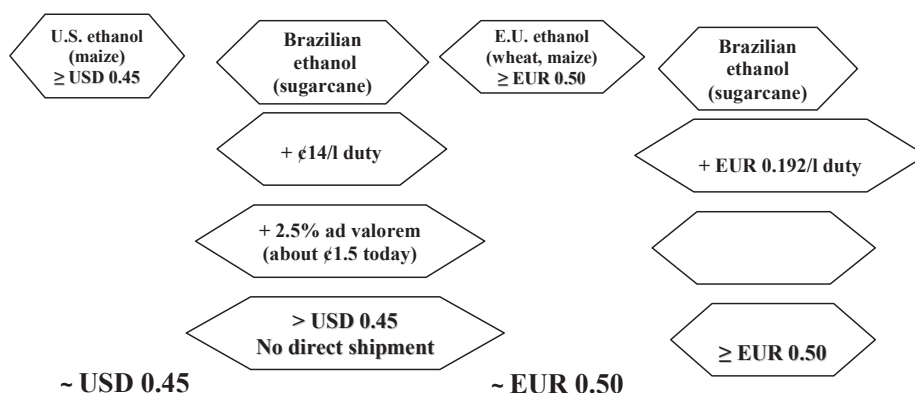 U.S. ethanol
(maize)
≥ USD 0.45
Brazilian
ethanol
(sugarcane)
+ ¢14/l duty
+ 2.5% ad valorem
(about ¢1.5 today)
> USD 0.45
No direct shipment
~ USD 0.45
E.U. ethanol
(wheat, maize)
≥ EUR 0.50
Brazilian
ethanol
(sugarcane)
+ EUR 0.192/l duty
≥ EUR 0.50
~ EUR 0.50